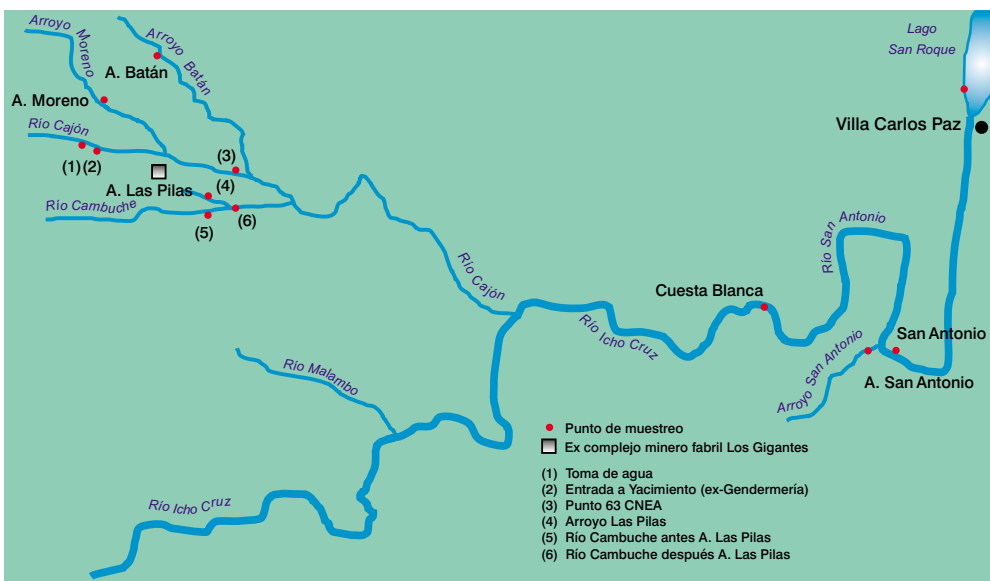 Arroyo Moreno
Arroyo Batán
A. Batán
A. Moreno
Río Cajón
(1) (2)
(3)
(4)
A. Las Pilas
Río Cambuche
(5)
(6)
Río Cajón
Lago
San Roque
Villa Carlos Paz
Río San Antonio
Cuesta Blanca
Río Icho Cruz
San Antonio
Arroyo San Antonio
A. San Antonio
Río Malambo
Río Icho Cruz
Punto de muestreo
Ex complejo minero fabril Los Gigantes
(1) Toma de agua
(2) Entrada a Yacimiento (ex-Gendermería)
(3) Punto 63 CNEA
(4) Arroyo Las Pilas
(5) Río Cambuche antes A. Las Pilas
(6) Río Cambuche después A. Las Pilas